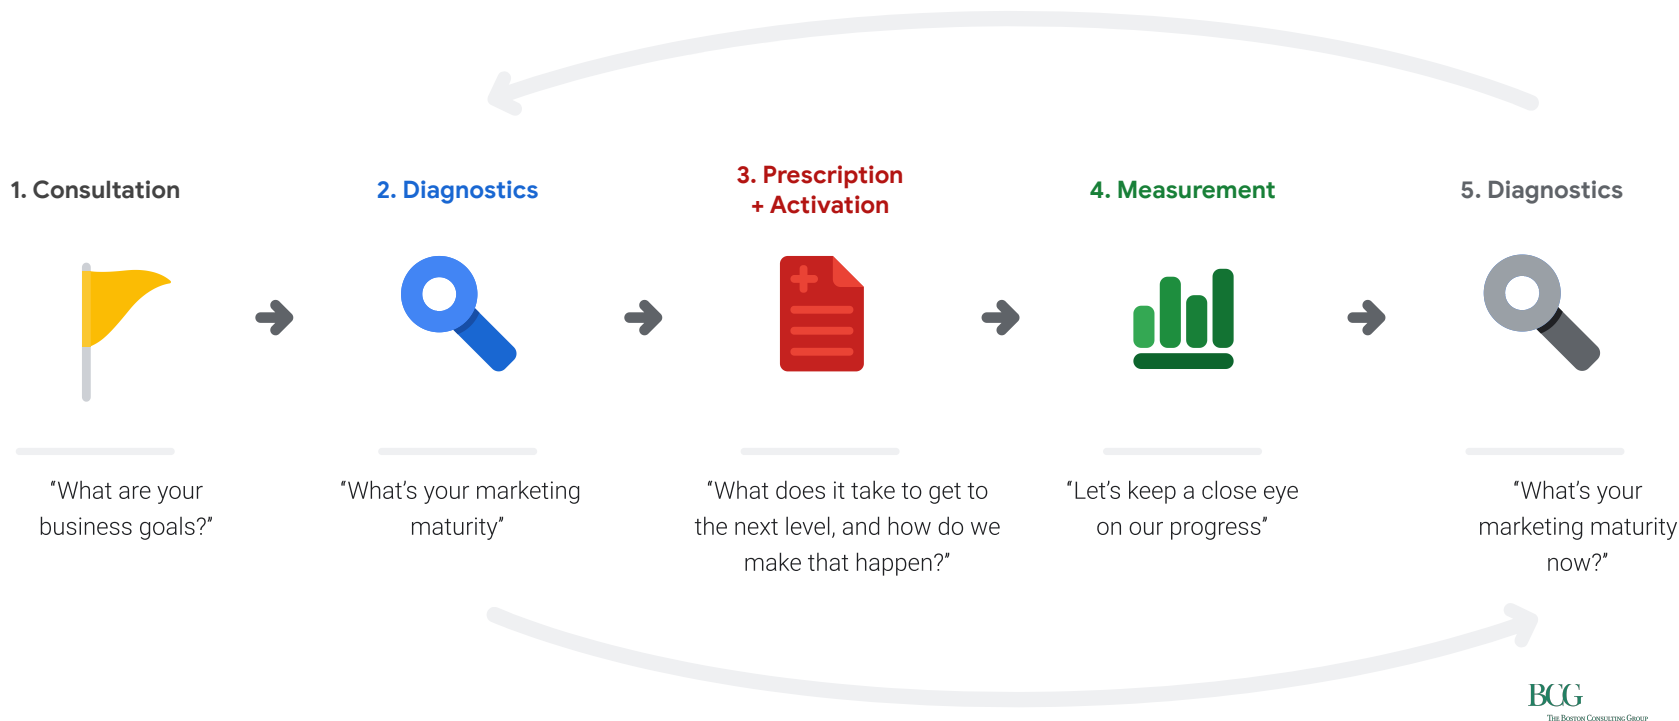 1. Consultation
2. Diagnostics
3. Prescription
+ Activation
4. Measurement
5. Diagnostics
"What are your
business goals?"
"What's your marketing
maturity"
"What does it take to get to
the next level, and how do we
make that happen?"
"Let's keep a close eye
on our progress"
"What's your
marketing maturity
now?"
BCG
THE BOSTON CONSULTING GROUP